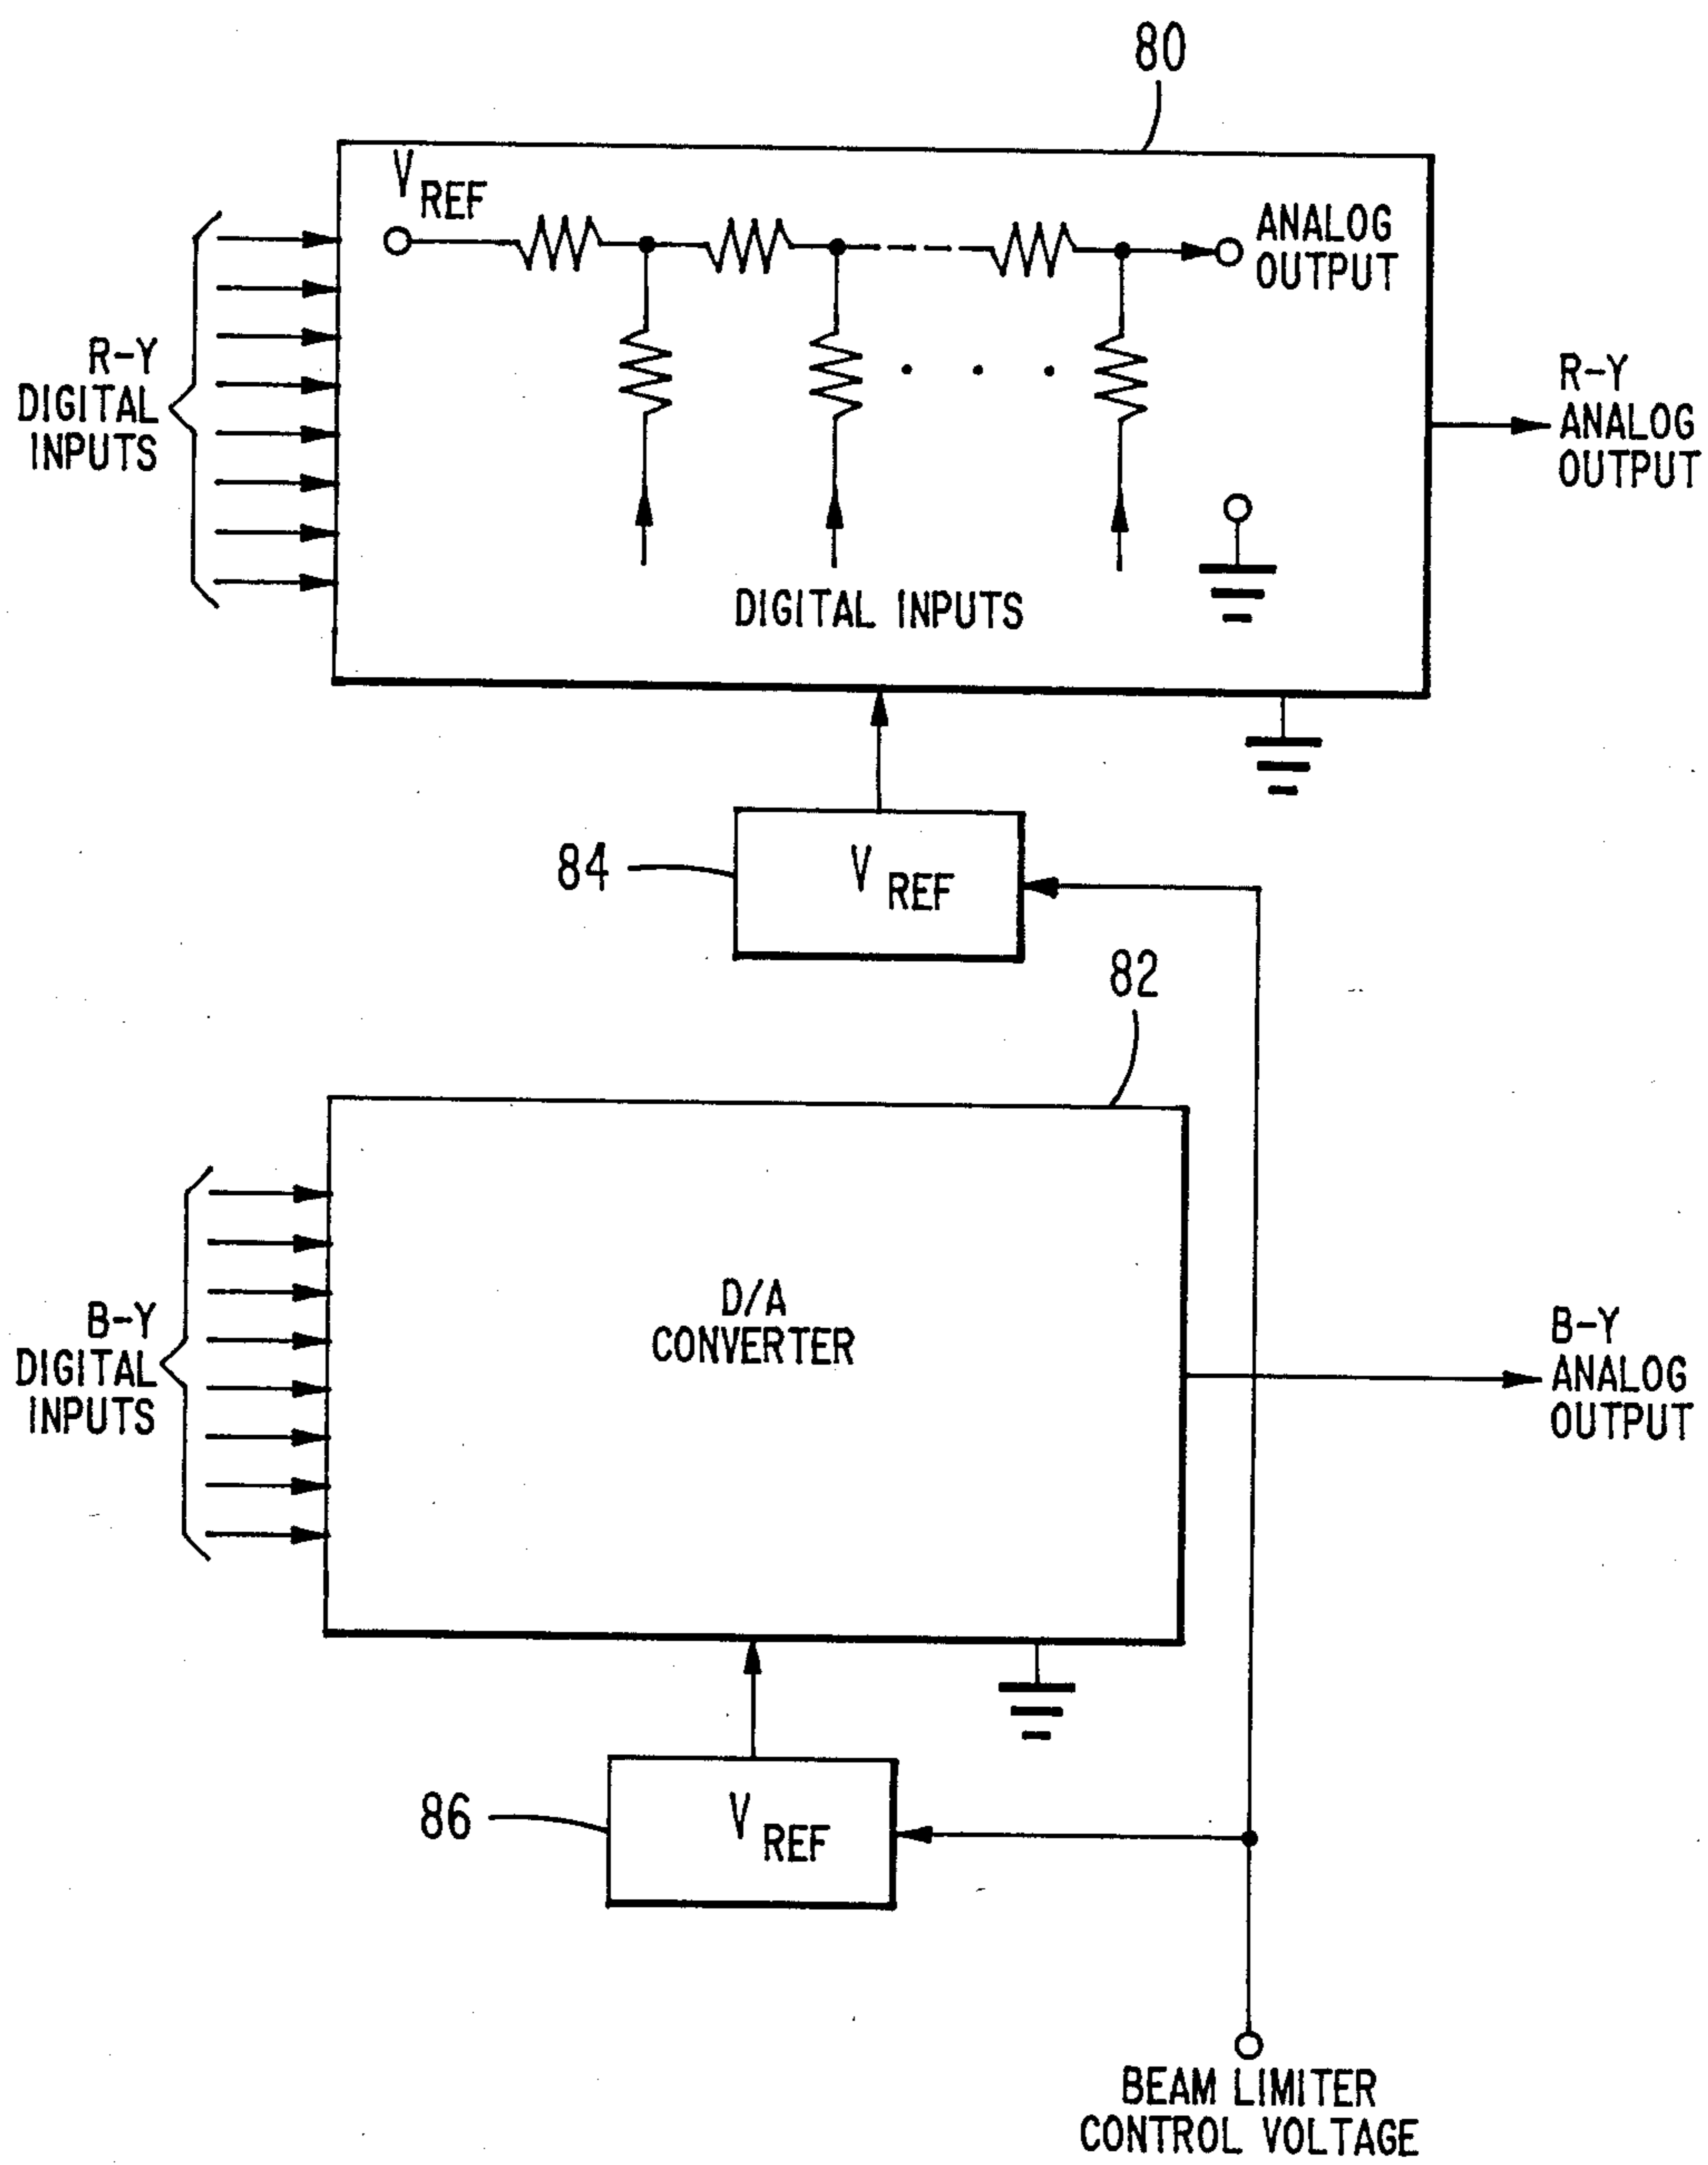 80
V REF
ANALOG
OUTPUT
R-Y
DIGITAL
INPUTS
R-Y
ANALOG
OUTPUT
DIGITAL INPUTS
84
V REF
82
B-Y
DIGITAL
INPUTS
D/A
CONVERTER
B-Y
ANALOG
OUTPUT
86
V REF
BEAM LIMITER
CONTROL VOLTAGE